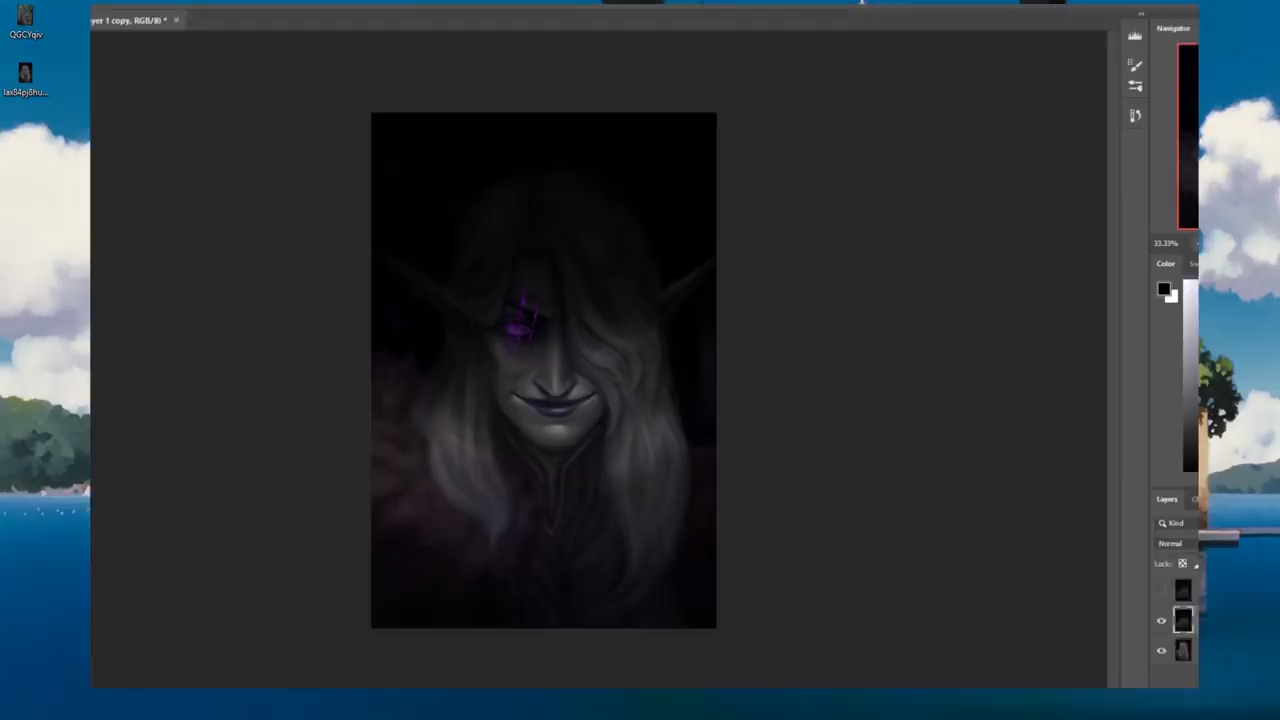 QGCYqiv
lax84pj8hu...
yer 1 copy, RGB/8) *
Navigator
33.33%
Color
Layers
Kind
Normal
Lock: